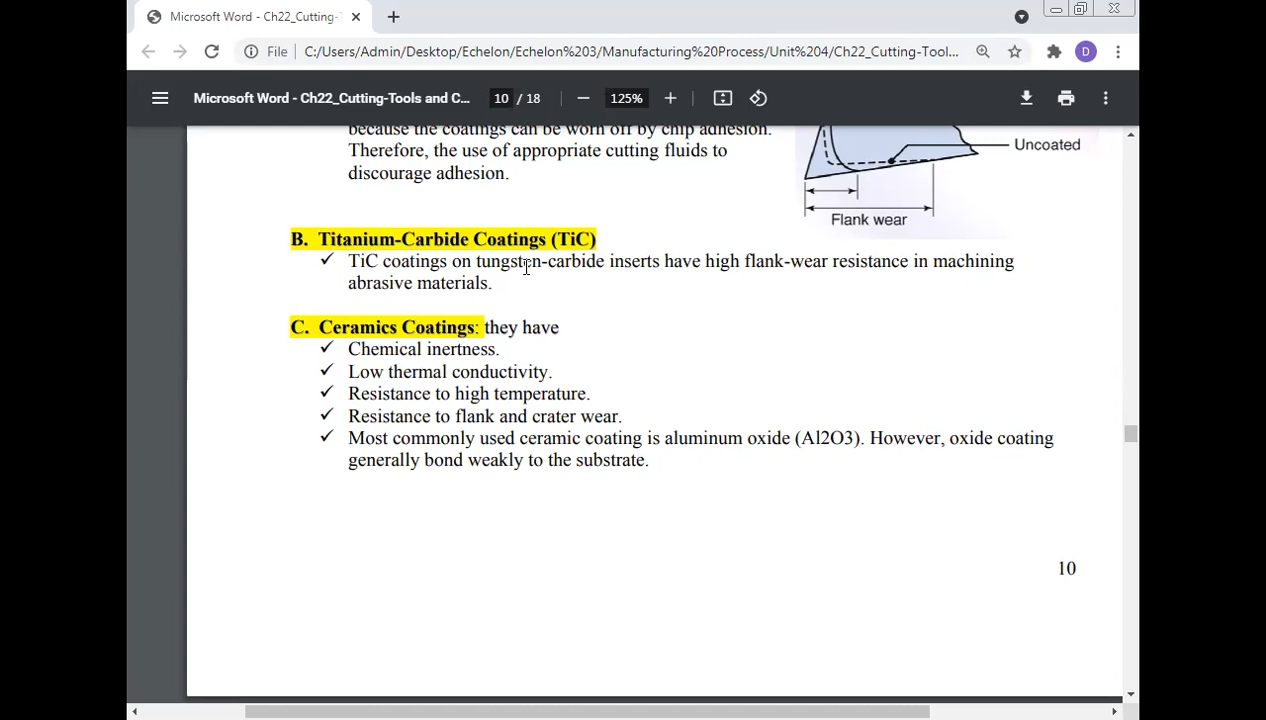 Microsoft Word - Ch22_Cutting-T
File
C:/Users/Admin/Desktop/Echelon/Echelon%203/Manufacturing%20Process/Unit%204/Ch22_Cutting-Tool...
D
Microsoft Word - Ch22_Cutting-Tools and C...
10 / 18
125%
because the coatings can be worn off by chip adhesion.
Therefore, the use of appropriate cutting fluids to
discourage adhesion.
Uncoated
Flank wear
B. Titanium-Carbide Coatings (TiC)
✓ TiC coatings on tungsten-carbide inserts have high flank-wear resistance in machining
abrasive materials.
C. Ceramics Coatings: they have
✓ Chemical inertness.
✓ Low thermal conductivity.
✓ Resistance to high temperature.
✓ Resistance to flank and crater wear.
✓ Most commonly used ceramic coating is aluminum oxide (Al2O3). However, oxide coating
generally bond weakly to the substrate.
10